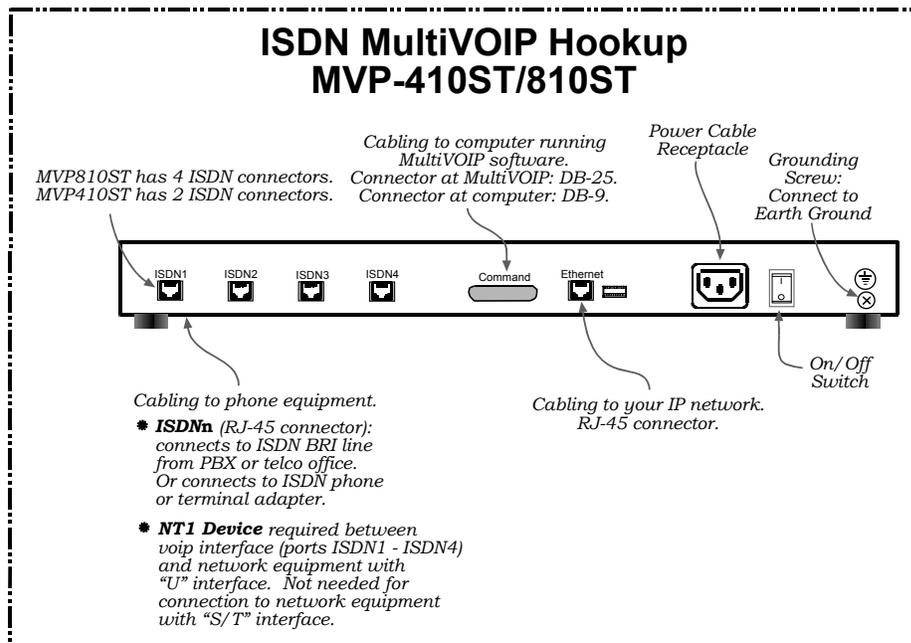 ISDN MultiVOIP Hookup
MVP-410ST/810ST
MVP810ST has 4 ISDN connectors.
MVP410ST has 2 ISDN connectors.
Cabling to computer running
MultiVOIP software.
Connector at MultiVOIP: DB-25.
Connector at computer: DB-9.
Power Cable
Receptacle
Grounding
Screw:
Connect to
Earth Ground
ISDN1
ISDN2
ISDN3
ISDN4
Command
Ethernet
On/Off
Switch
Cabling to phone equipment.
ISDNn (RJ-45 connector):
connects to ISDN BRI line
from PBX or telco office.
Or connects to ISDN phone
or terminal adapter.
NT1 Device required between
voip interface (ports ISDN1 - ISDN4)
and network equipment with
“U” interface. Not needed for
connection to network equipment
with “S/T” interface.
Cabling to your IP network.
RJ-45 connector.